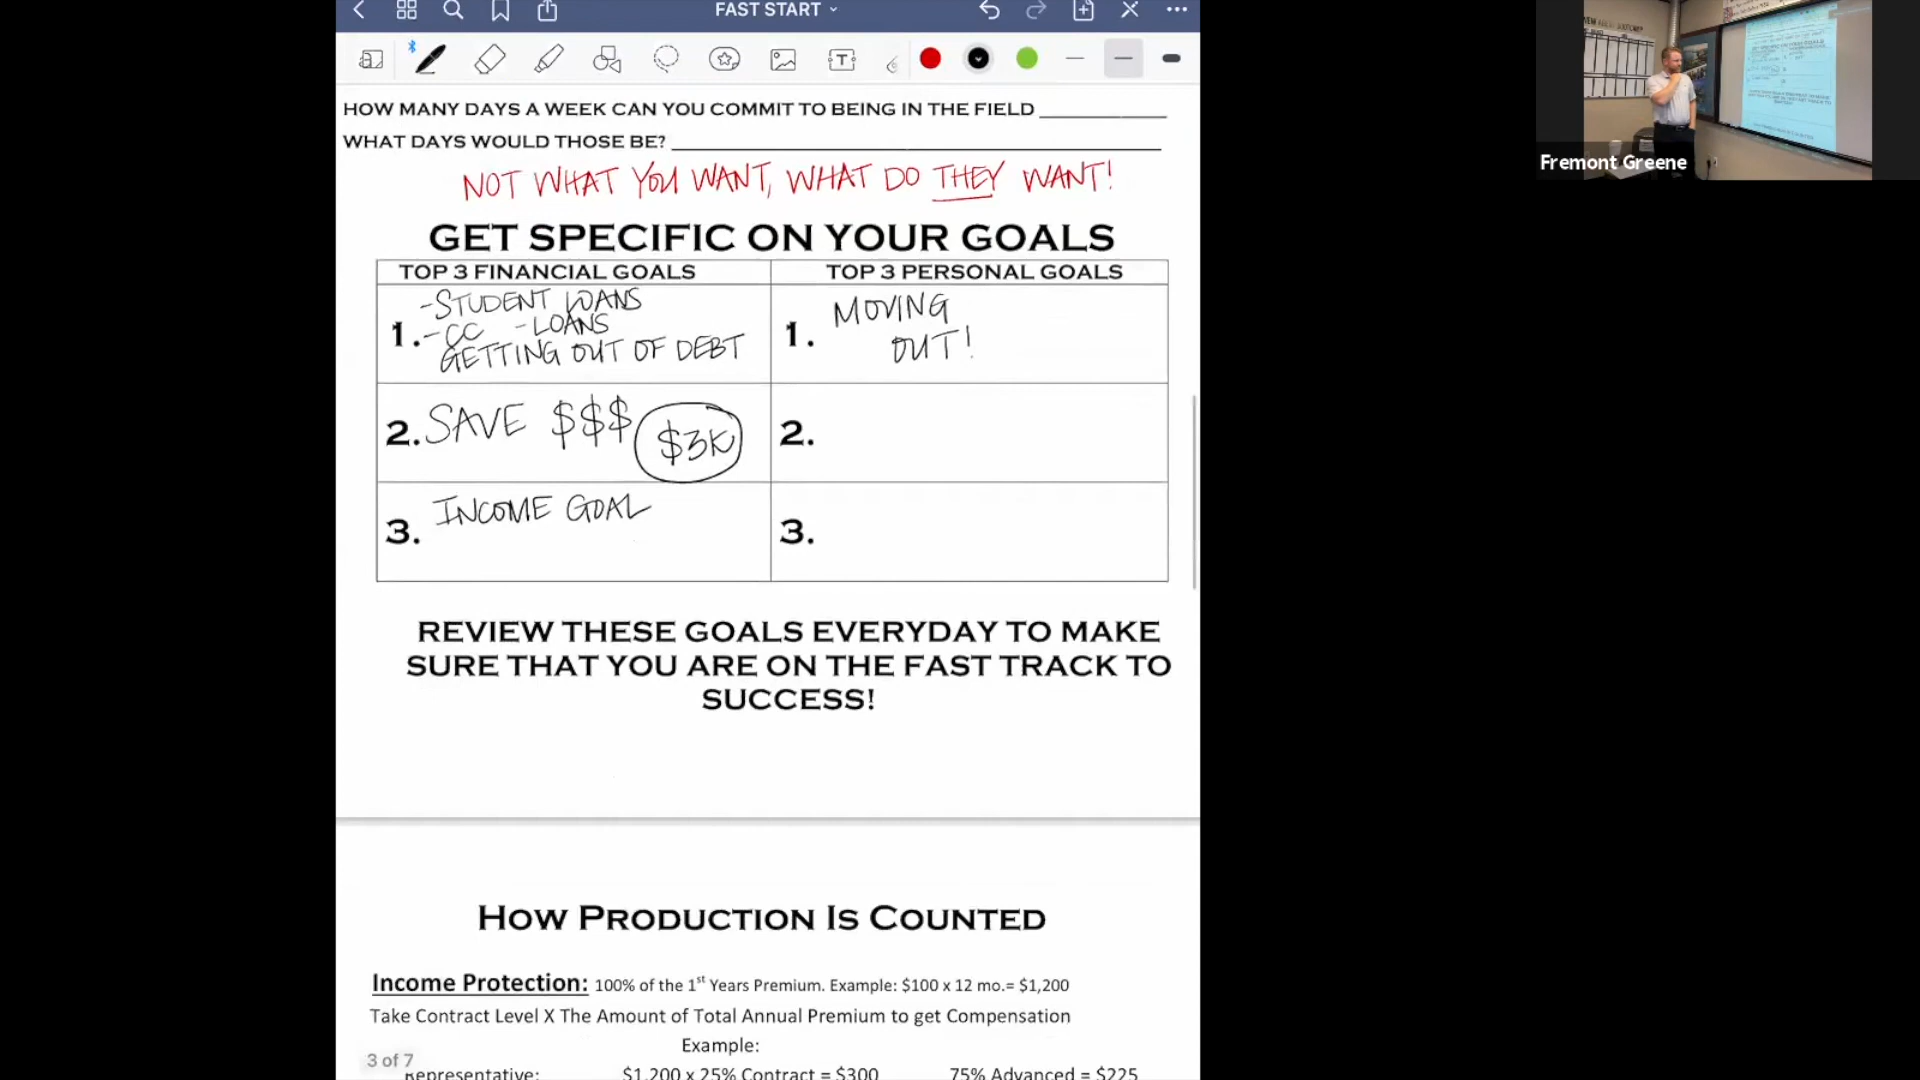 FAST START
HOW MANY DAYS A WEEK CAN YOU COMMIT TO BEING IN THE FIELD ____________
WHAT DAYS WOULD THOSE BE? ____________
NOT WHAT YOU WANT, WHAT DO THEY WANT!
GET SPECIFIC ON YOUR GOALS
TOP 3 FINANCIAL GOALS
TOP 3 PERSONAL GOALS
-STUDENT LOANS
1. -CC -LOANS
GETTING OUT OF DEBT
1. MOVING
OUT!
2. SAVE $$$ $3K
2.
3. INCOME GOAL
3.
REVIEW THESE GOALS EVERYDAY TO MAKE
SURE THAT YOU ARE ON THE FAST TRACK TO
SUCCESS!
HOW PRODUCTION IS COUNTED
Income Protection: 100% of the 1st Years Premium. Example: $100 x 12 mo.= $1,200
Take Contract Level X The Amount of Total Annual Premium to get Compensation
Example:
3 of 7
Representative: $1,200 x 25% Contract = $300 75% Advanced = $225
Fremont Greene